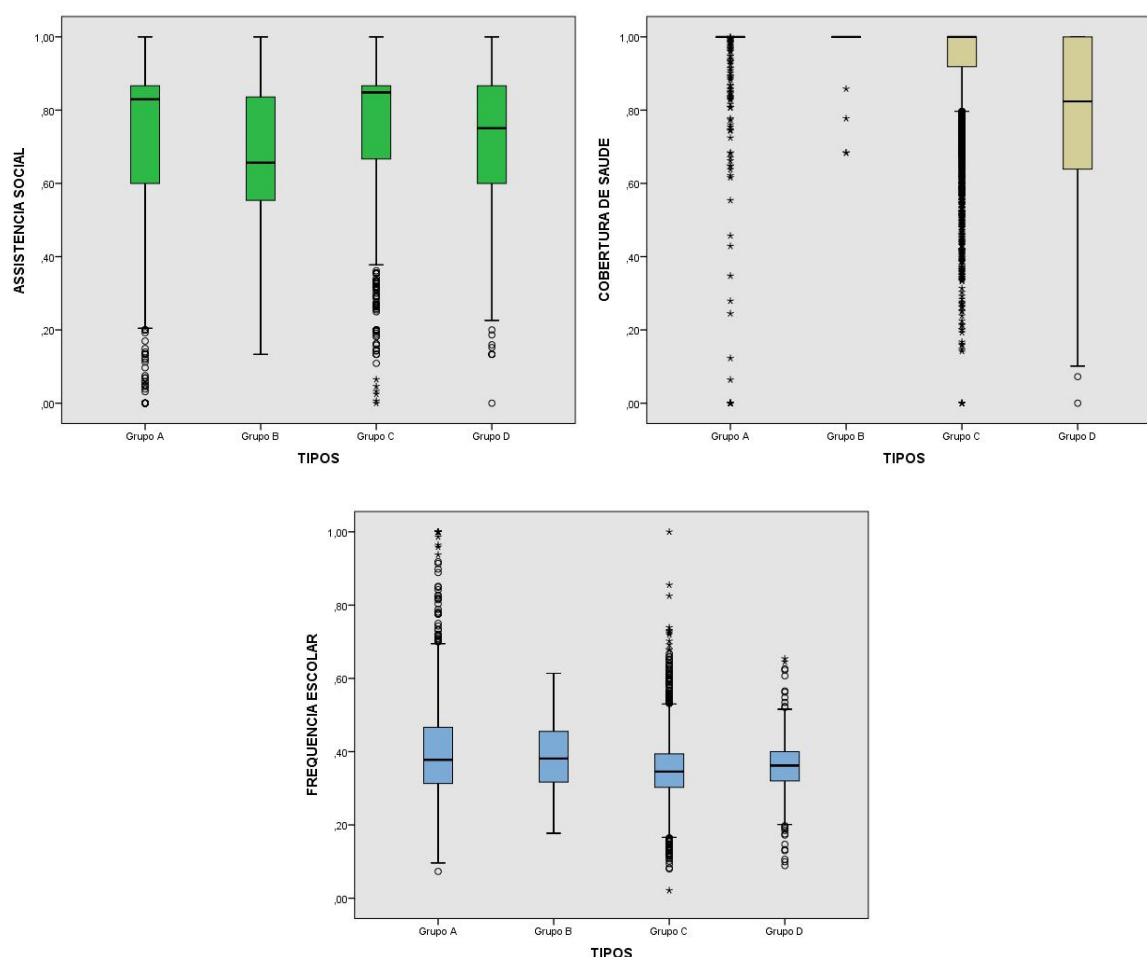 ASSISTENCIA SOCIAL
1,00
,80
,60
,40
,20
,00
Grupo A
Grupo B
Grupo C
Grupo D
TIPOS
COBERTURA DE SAUDE
1,00
,80
,60
,40
,20
,00
Grupo A
Grupo B
Grupo C
Grupo D
TIPOS
FREQUENCIA ESCOLAR
1,00
,80
,60
,40
,20
,00
Grupo A
Grupo B
Grupo C
Grupo D
TIPOS